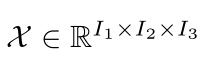 𝒳 ∈ ℝ^{I₁×I₂×I₃}